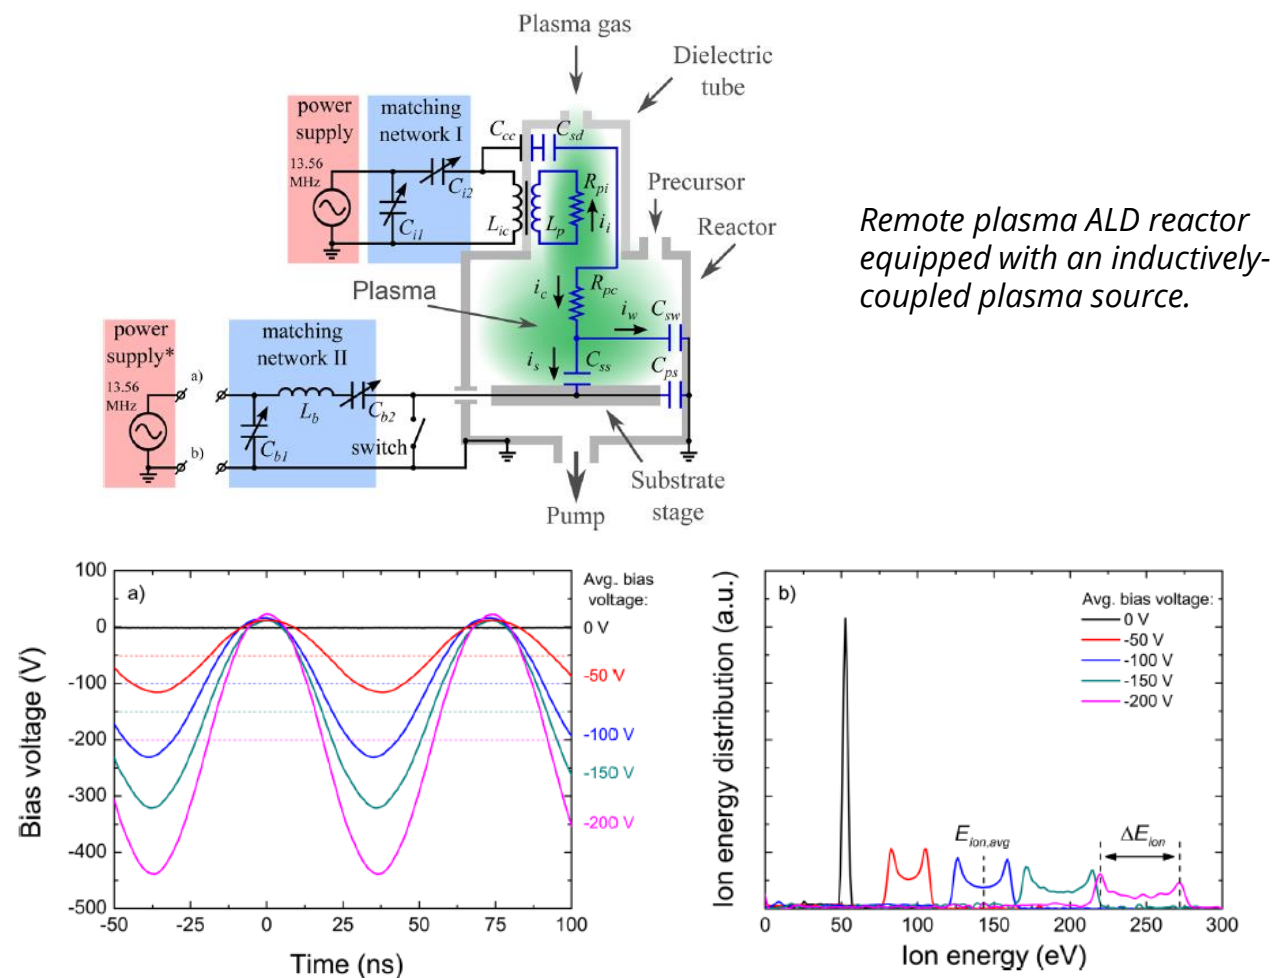 Plasma gas
Dielectric
tube
power
supply
matching
network I
13.56
MHz
C_i1
C_i2
C_cc
C_sd
L_ic
L_p
R_pi
i_i
Precursor
Reactor
Remote plasma ALD reactor
equipped with an inductively-
coupled plasma source.
Plasma
i_c
R_pc
i_w
C_sw
i_s
C_ss
C_ps
power
supply*
matching
network II
13.56
MHz
a)
b)
C_b1
L_b
C_b2
switch
Substrate
stage
Pump
a)
Bias voltage (V)
100
0
-100
-200
-300
-400
-500
-50
-25
0
25
50
75
100
Time (ns)
Avg. bias
voltage:
0 V
-50 V
-100 V
-150 V
-200 V
b)
Ion energy distribution (a.u.)
Avg. bias voltage:
0 V
-50 V
-100 V
-150 V
-200 V
E_ion,avg
ΔE_ion
0
50
100
150
200
250
300
Ion energy (eV)